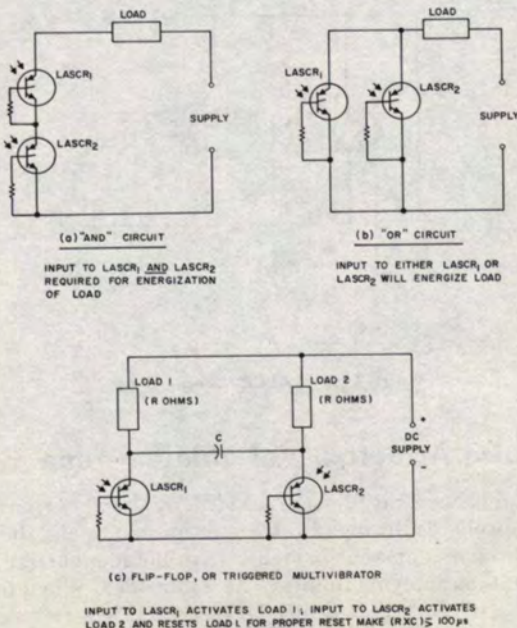 LOAD
LASCR1
LASCR2
SUPPLY
(a) "AND" CIRCUIT
INPUT TO LASCR1 AND LASCR2
REQUIRED FOR ENERGIZATION
OF LOAD
LOAD
LASCR1
LASCR2
SUPPLY
(b) "OR" CIRCUIT
INPUT TO EITHER LASCR1 OR
LASCR2 WILL ENERGIZE LOAD
LOAD 1
(R OHMS)
LOAD 2
(R OHMS)
C
+
DC
SUPPLY
-
LASCR1
LASCR2
(c) FLIP-FLOP, OR TRIGGERED MULTIVIBRATOR
INPUT TO LASCR1 ACTIVATES LOAD 1; INPUT TO LASCR2 ACTIVATES
LOAD 2 AND RESETS LOAD 1. FOR PROPER RESET MAKE (RXC)≤ 100μs